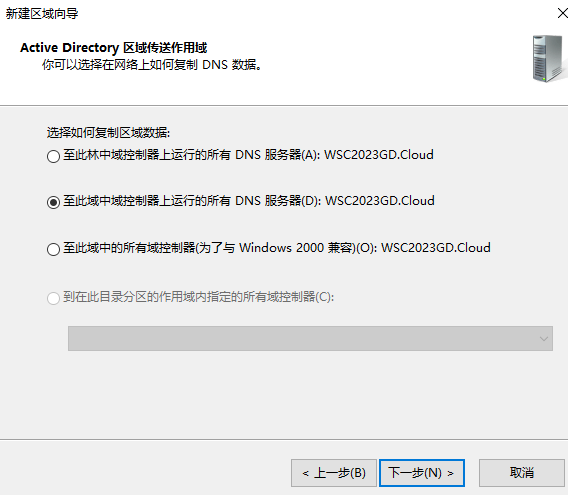 新建区域向导
Active Directory 区域传送作用域
你可以选择在网络上如何复制 DNS 数据。
选择如何复制区域数据:
至此林中域控制器上运行的所有 DNS 服务器(A): WSC2023GD.Cloud
至此域中域控制器上运行的所有 DNS 服务器(D): WSC2023GD.Cloud
至此域中的所有域控制器(为了与 Windows 2000 兼容)(O): WSC2023GD.Cloud
到在此目录分区的作用域内指定的所有域控制器(C):
< 上一步(B) 下一步(N) > 取消